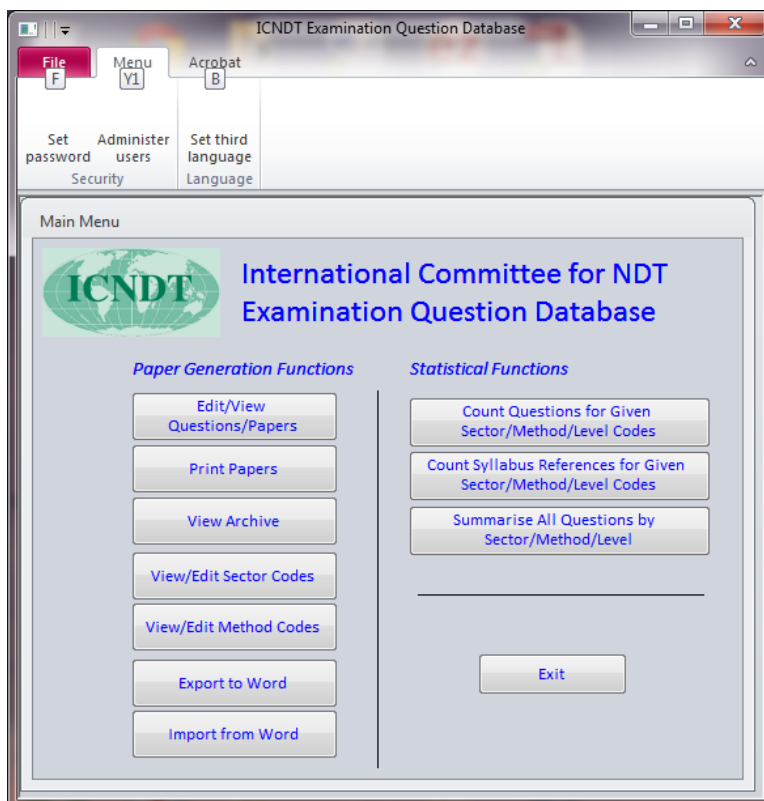 ICNDT Examination Question Database
File
Menu
Acrobat
F
Y1
B
Set
password
Administer
users
Set third
language
Security
Language
Main Menu
ICNDT
International Committee for NDT
Examination Question Database
Paper Generation Functions
Edit/View
Questions/Papers
Print Papers
View Archive
View/Edit Sector Codes
View/Edit Method Codes
Export to Word
Import from Word
Statistical Functions
Count Questions for Given
Sector/Method/Level Codes
Count Syllabus References for Given
Sector/Method/Level Codes
Summarise All Questions by
Sector/Method/Level
Exit